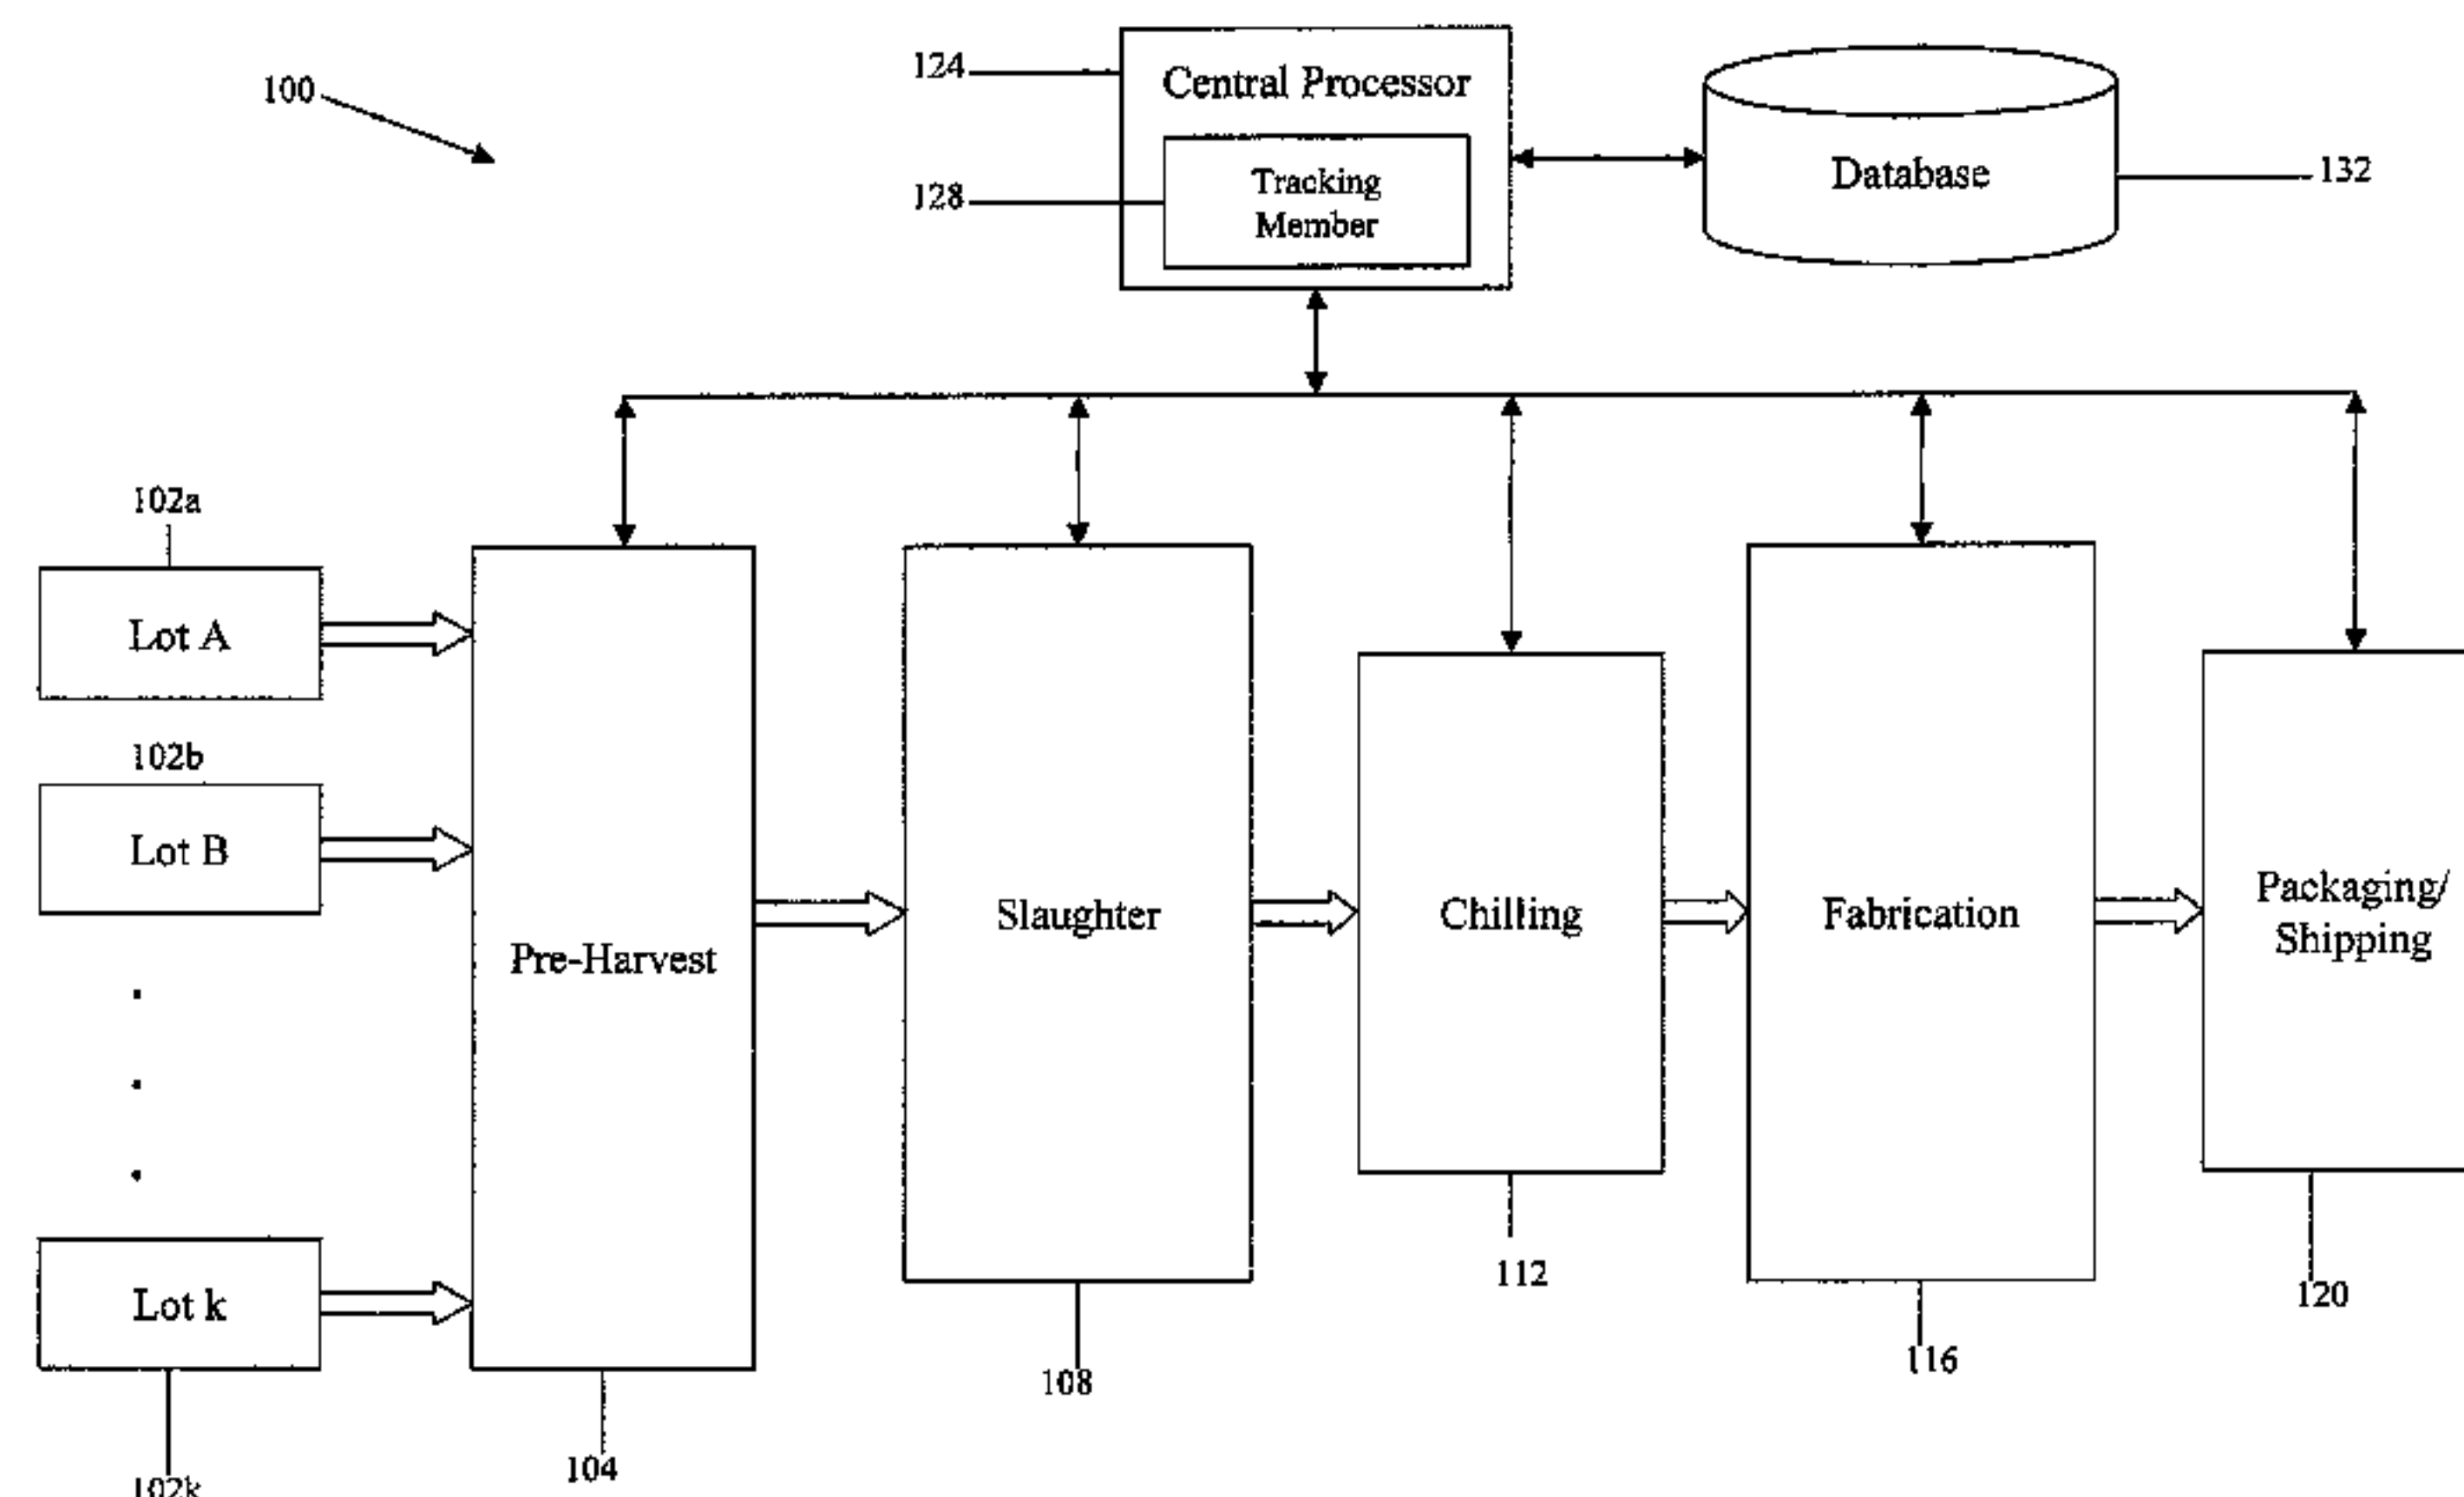 124
Central Processor
100
Tracking
Member
128
Database
132
102a
Lot A
102b
Lot B
Pre-Harvest
Slaughter
Chilling
Fabrication
Packaging/
Shipping
Lot k
112
120
116
108
104
102k